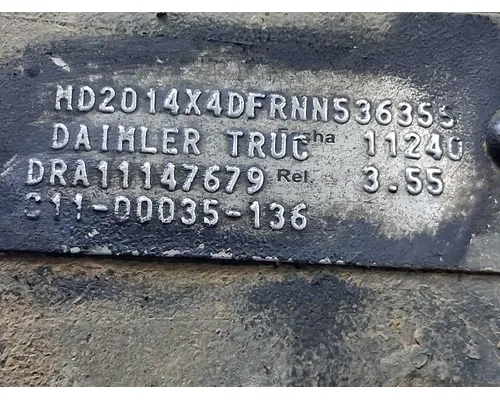 MD2014X4DFRNN536355
DAIMLER TRUC Fecha 11240
DRA11147679 Rel. 3.55
C11-00035-136